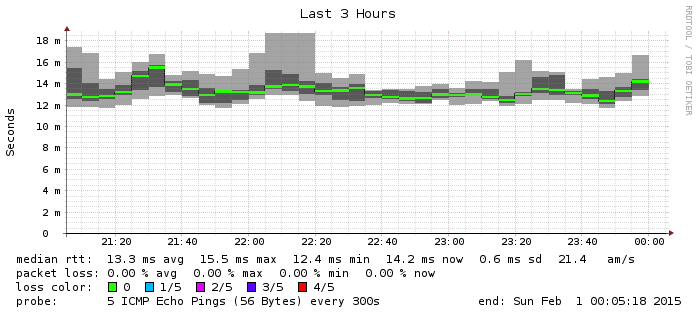 Last 3 Hours
RRDTOOL / TOBI OETIKER
Seconds
18 m
16 m
14 m
12 m
10 m
8 m
6 m
4 m
2 m
0
21:20 21:40 22:00 22:20 22:40 23:00 23:20 23:40 00:00
median rtt: 13.3 ms avg 15.5 ms max 12.4 ms min 14.2 ms now 0.6 ms sd 21.4 am/s
packet loss: 0.00 % avg 0.00 % max 0.00 % min 0.00 % now
loss color: 0 1/5 2/5 3/5 4/5
probe: 5 ICMP Echo Pings (56 Bytes) every 300s end: Sun Feb 1 00:05:18 2015